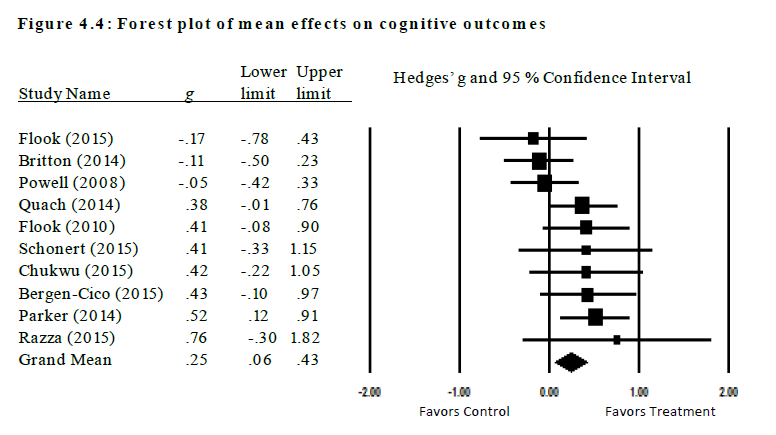 Figure 4.4: Forest plot of mean effects on cognitive outcomes
Lower Upper
Study Name g limit limit
Hedges' g and 95 % Confidence Interval
Flook (2015) -.17 -.78 .43
Britton (2014) -.11 -.50 .23
Powell (2008) -.05 -.42 .33
Quach (2014) .38 -.01 .76
Flook (2010) .41 -.08 .90
Schonert (2015) .41 -.33 1.15
Chukwu (2015) .42 -.22 1.05
Bergen-Cico (2015) .43 -.10 .97
Parker (2014) .52 .12 .91
Razza (2015) .76 -.30 1.82
Grand Mean .25 .06 .43
-2.00 -1.00 0.00 1.00 2.00
Favors Control Favors Treatment